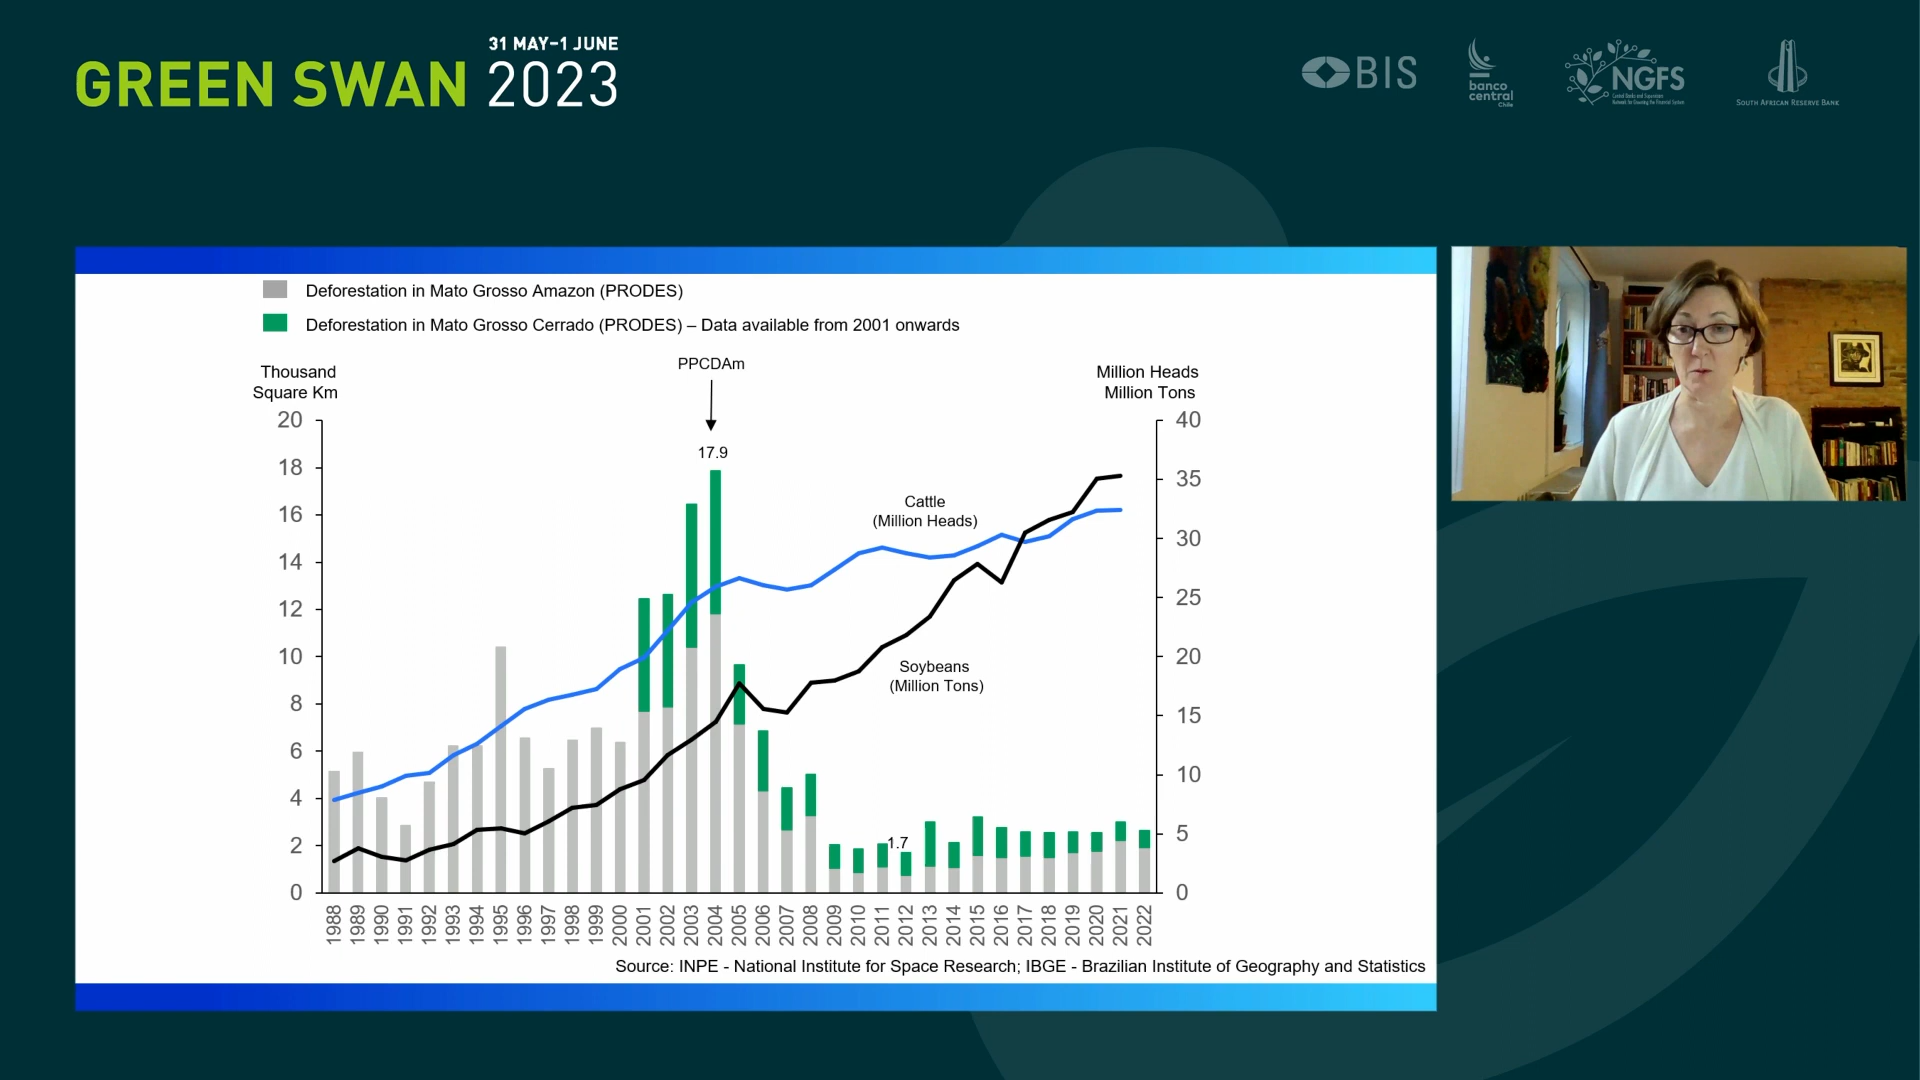 31 MAY–1 JUNE
GREEN SWAN 2023
BIS
banco
central
Chile
NGFS
SOUTH AFRICAN RESERVE BANK
Deforestation in Mato Grosso Amazon (PRODES)
Deforestation in Mato Grosso Cerrado (PRODES) – Data available from 2001 onwards
PPCDAm
Thousand
Square Km
Million Heads
Million Tons
20
18
16
14
12
10
8
6
4
2
0
17.9
Cattle
(Million Heads)
Soybeans
(Million Tons)
1.7
40
35
30
25
20
15
10
5
0
1988 1989 1990 1991 1992 1993 1994 1995 1996 1997 1998 1999 2000 2001 2002 2003 2004 2005 2006 2007 2008 2009 2010 2011 2012 2013 2014 2015 2016 2017 2018 2019 2020 2021 2022
Source: INPE - National Institute for Space Research; IBGE - Brazilian Institute of Geography and Statistics